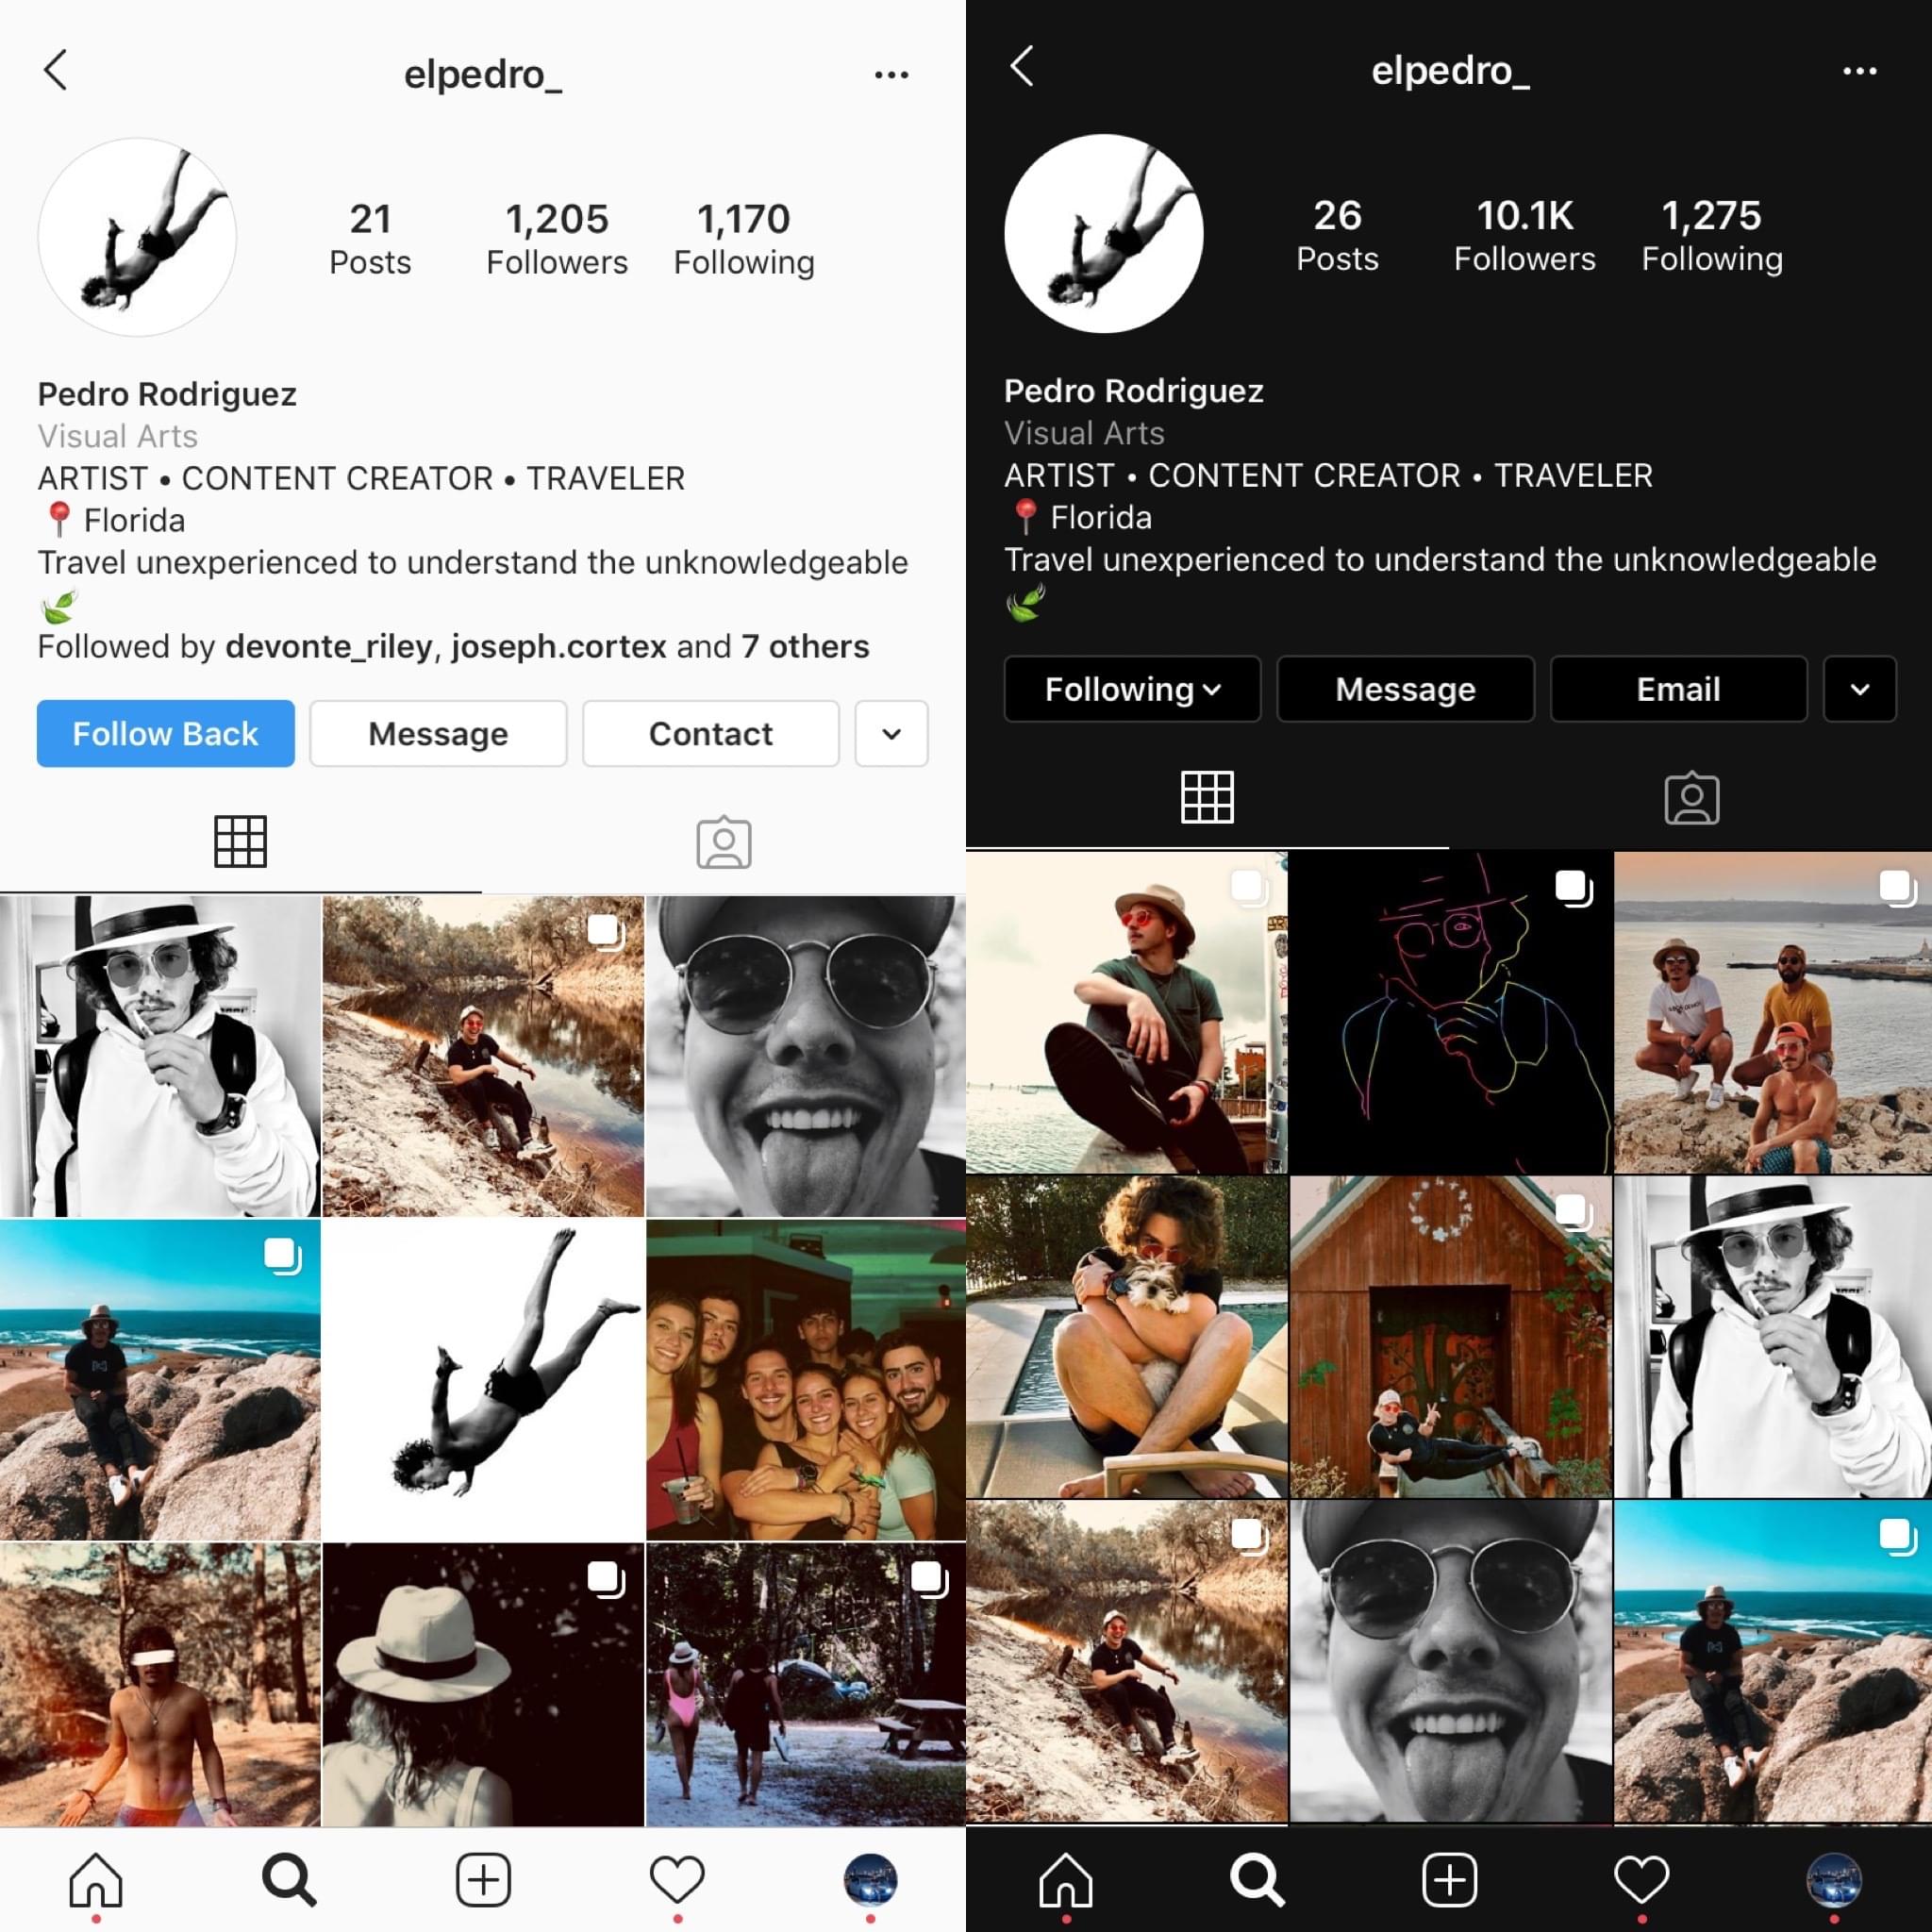 elpedro_
21 1,205 1,170
Posts Followers Following
Pedro Rodriguez
Visual Arts
ARTIST • CONTENT CREATOR • TRAVELER
📍 Florida
Travel unexperienced to understand the unknowledgeable
🌿
Followed by devonte_riley, joseph.cortex and 7 others
Follow Back Message Contact
elpedro_
26 10.1K 1,275
Posts Followers Following
Pedro Rodriguez
Visual Arts
ARTIST • CONTENT CREATOR • TRAVELER
📍 Florida
Travel unexperienced to understand the unknowledgeable
🌿
Following Message Email